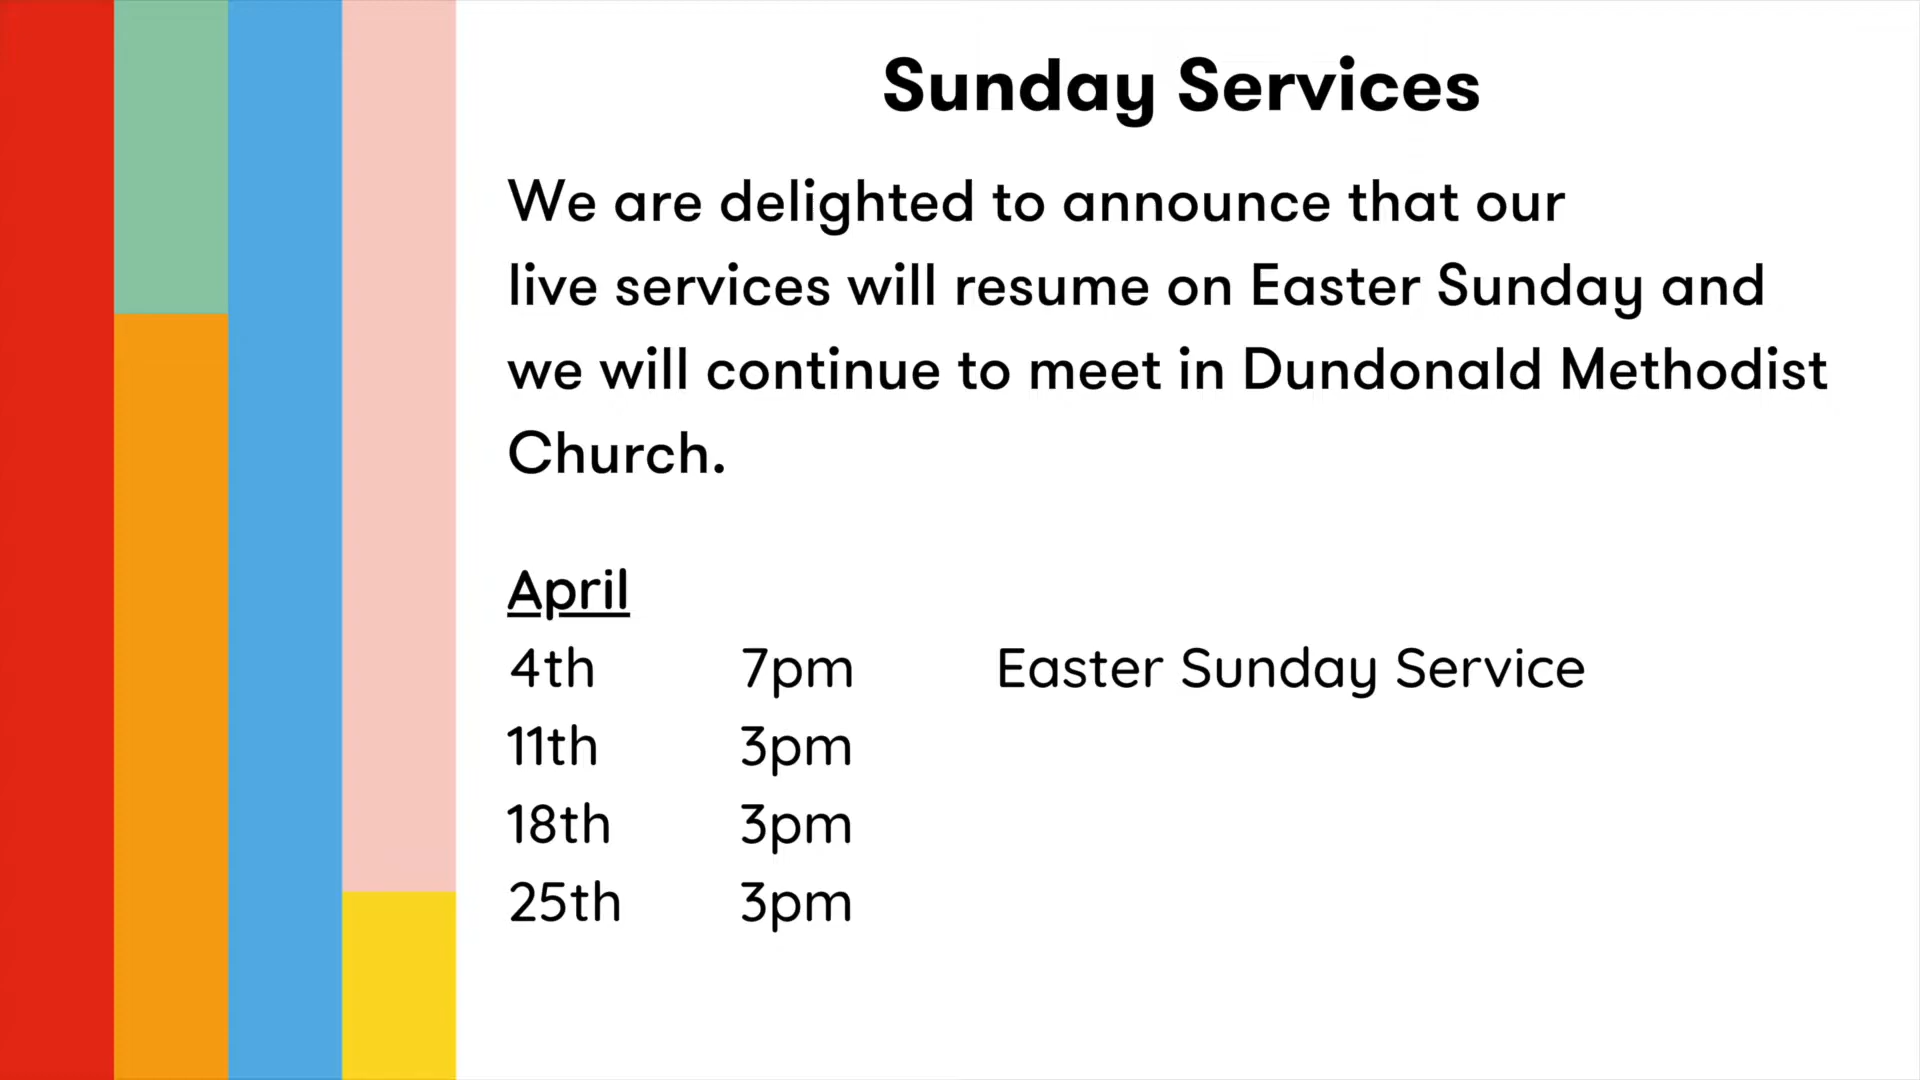 Sunday Services
We are delighted to announce that our
live services will resume on Easter Sunday and
we will continue to meet in Dundonald Methodist
Church.
April
4th 7pm Easter Sunday Service
11th 3pm
18th 3pm
25th 3pm